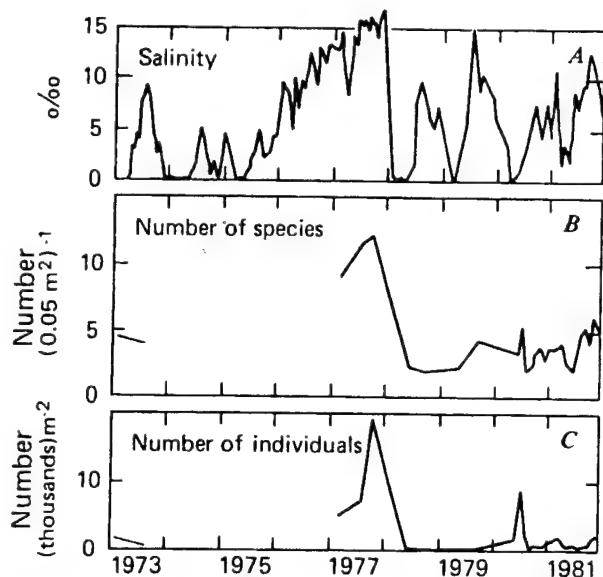 Salinity
A
15
10
5
0
o/oo
Number of species
B
10
5
0
Number
(0.05 m²)⁻¹
Number of individuals
C
10
0
Number
(thousands)m⁻²
1973 1975 1977 1979 1981